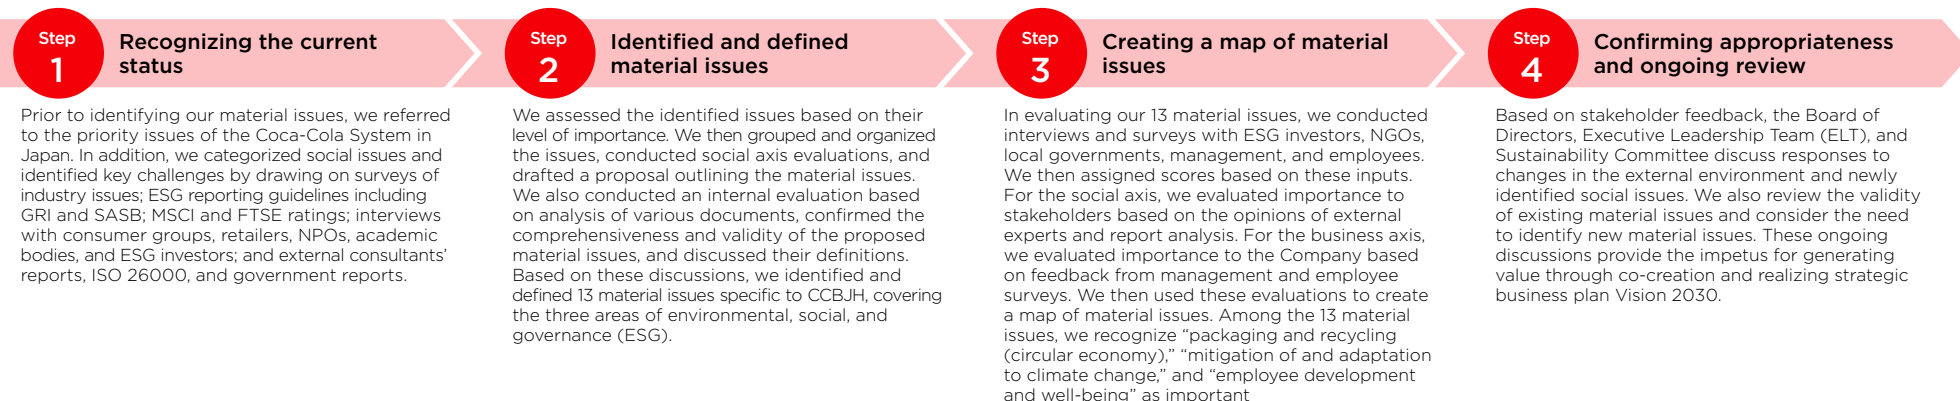 Step
1
Recognizing the current
status
Prior to identifying our material issues, we referred
to the priority issues of the Coca-Cola System in
Japan. In addition, we categorized social issues and
identified key challenges by drawing on surveys of
industry issues; ESG reporting guidelines including
GRI and SASB; MSCI and FTSE ratings; interviews
with consumer groups, retailers, NPOs, academic
bodies, and ESG investors; and external consultants’
reports, ISO 26000, and government reports.
Step
2
Identified and defined
material issues
We assessed the identified issues based on their
level of importance. We then grouped and organized
the issues, conducted social axis evaluations, and
drafted a proposal outlining the material issues.
We also conducted an internal evaluation based
on analysis of various documents, confirmed the
comprehensiveness and validity of the proposed
material issues, and discussed their definitions.
Based on these discussions, we identified and
defined 13 material issues specific to CCBJH, covering
the three areas of environmental, social, and
governance (ESG).
Step
3
Creating a map of material
issues
In evaluating our 13 material issues, we conducted
interviews and surveys with ESG investors, NGOs,
local governments, management, and employees.
We then assigned scores based on these inputs.
For the social axis, we evaluated importance to
stakeholders based on the opinions of external
experts and report analysis. For the business axis,
we evaluated importance to the Company based
on feedback from management and employee
surveys. We then used these evaluations to create
a map of material issues. Among the 13 material
issues, we recognize “packaging and recycling
(circular economy),” “mitigation of and adaptation
to climate change,” and “employee development
and well-being” as important
Step
4
Confirming appropriateness
and ongoing review
Based on stakeholder feedback, the Board of
Directors, Executive Leadership Team (ELT), and
Sustainability Committee discuss responses to
changes in the external environment and newly
identified social issues. We also review the validity
of existing material issues and consider the need
to identify new material issues. These ongoing
discussions provide the impetus for generating
value through co-creation and realizing strategic
business plan Vision 2030.